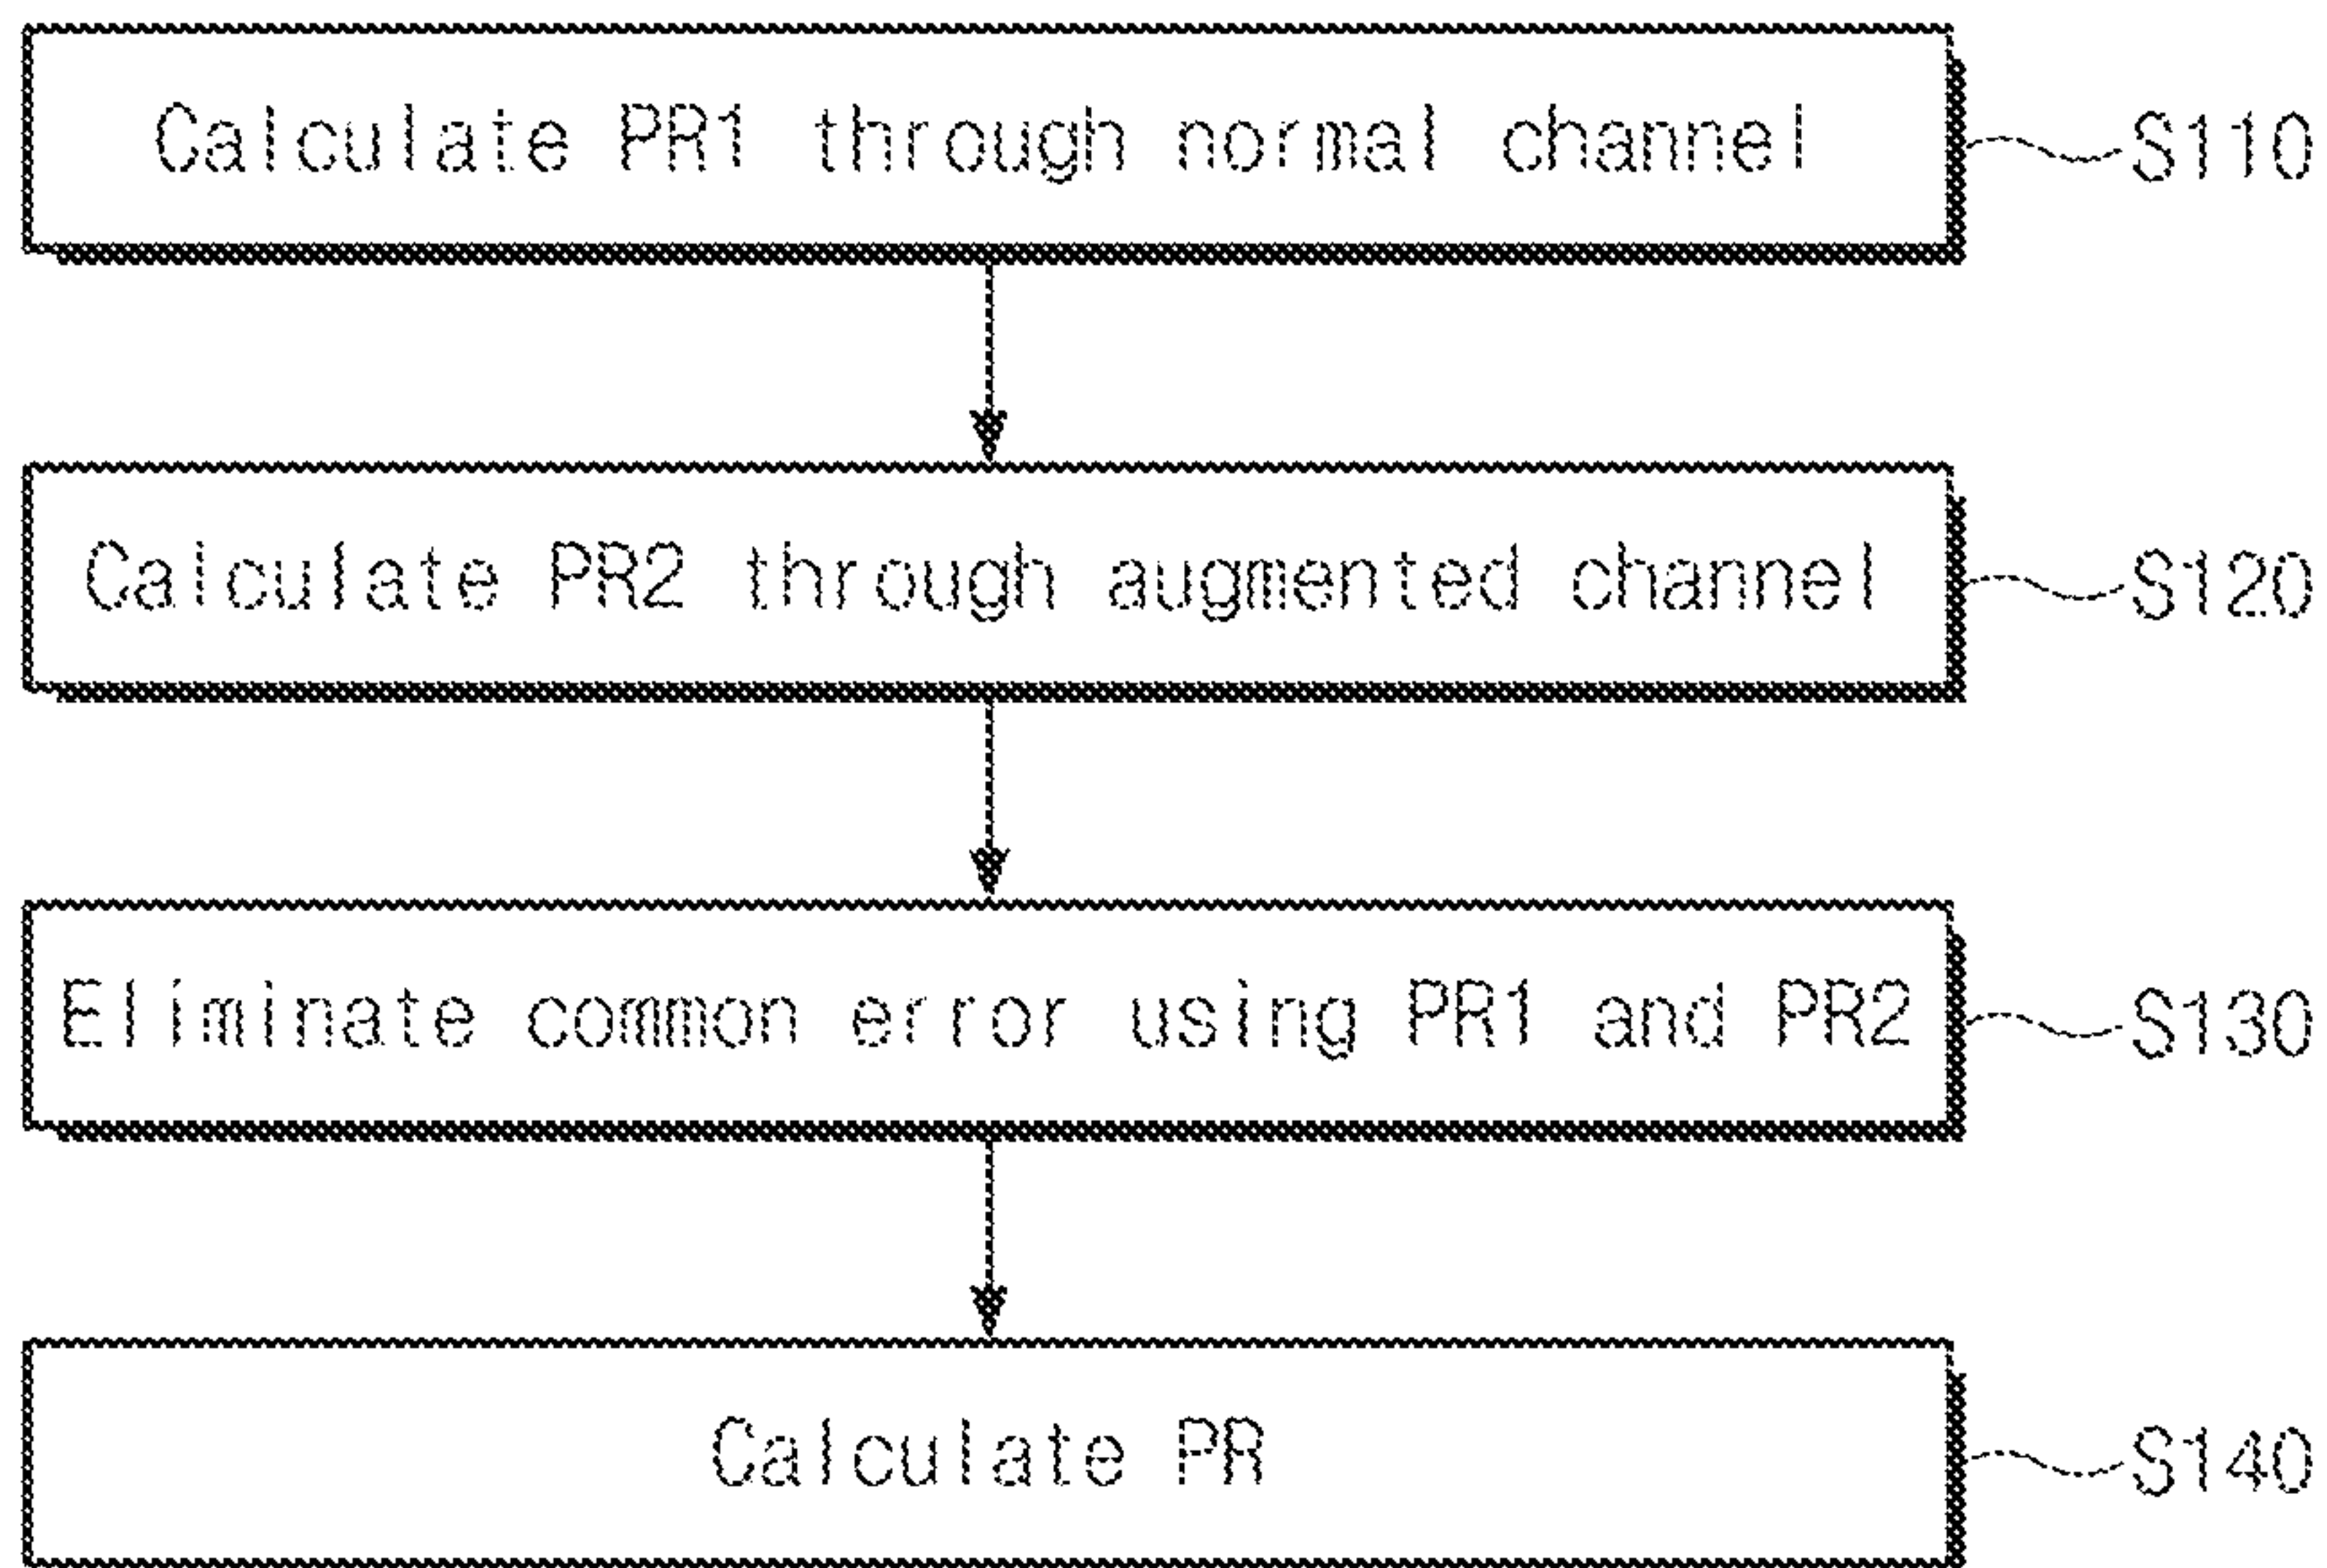 Calculate PR1 through normal channel S110
Calculate PR2 through augmented channel S120
Eliminate common error using PR1 and PR2 S130
Calculate PR S140